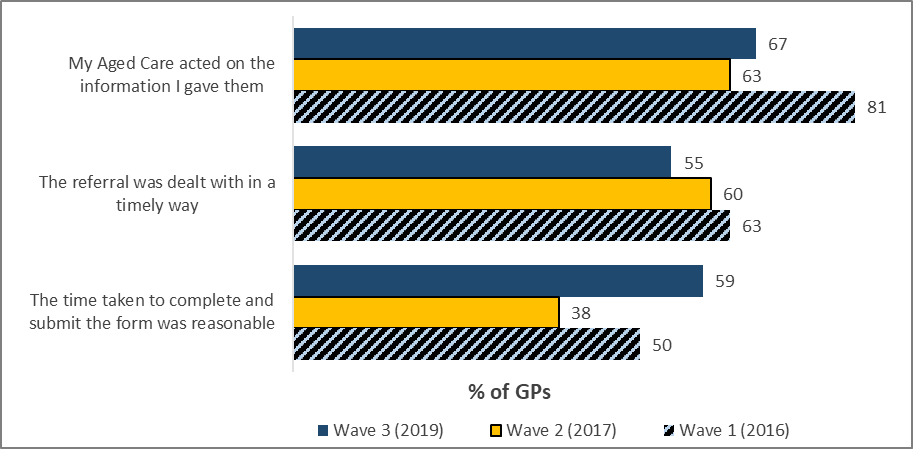 My Aged Care acted on the
information I gave them
67
63
81
The referral was dealt with in a
timely way
55
60
63
The time taken to complete and
submit the form was reasonable
59
38
50
% of GPs
Wave 3 (2019) Wave 2 (2017) Wave 1 (2016)